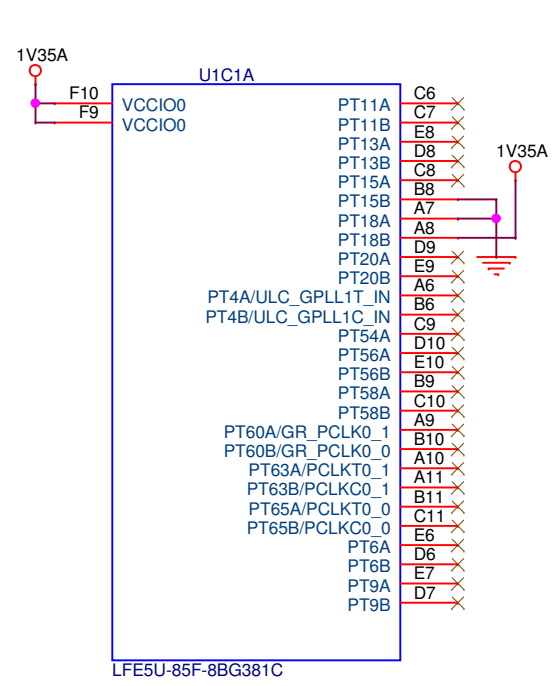 1V35A
U1C1A
F10 VCCIO0
F9 VCCIO0
PT11A C6
PT11B C7
PT13A E8
PT13B D8
PT15A C8
PT15B B8
PT18A A7
PT18B A8
1V35A
PT20A D9
PT20B E9
PT4A/ULC_GPLL1T_IN A6
PT4B/ULC_GPLL1C_IN B6
PT54A C9
PT56A D10
PT56B E10
PT58A B9
PT58B C10
PT60A/GR_PCLK0_1 A9
PT60B/GR_PCLK0_0 B10
PT63A/PCLKT0_1 A10
PT63B/PCLKC0_1 A11
PT65A/PCLKT0_0 B11
PT65B/PCLKC0_0 C11
PT6A E6
PT6B D6
PT9A E7
PT9B D7
LFE5U-85F-8BG381C